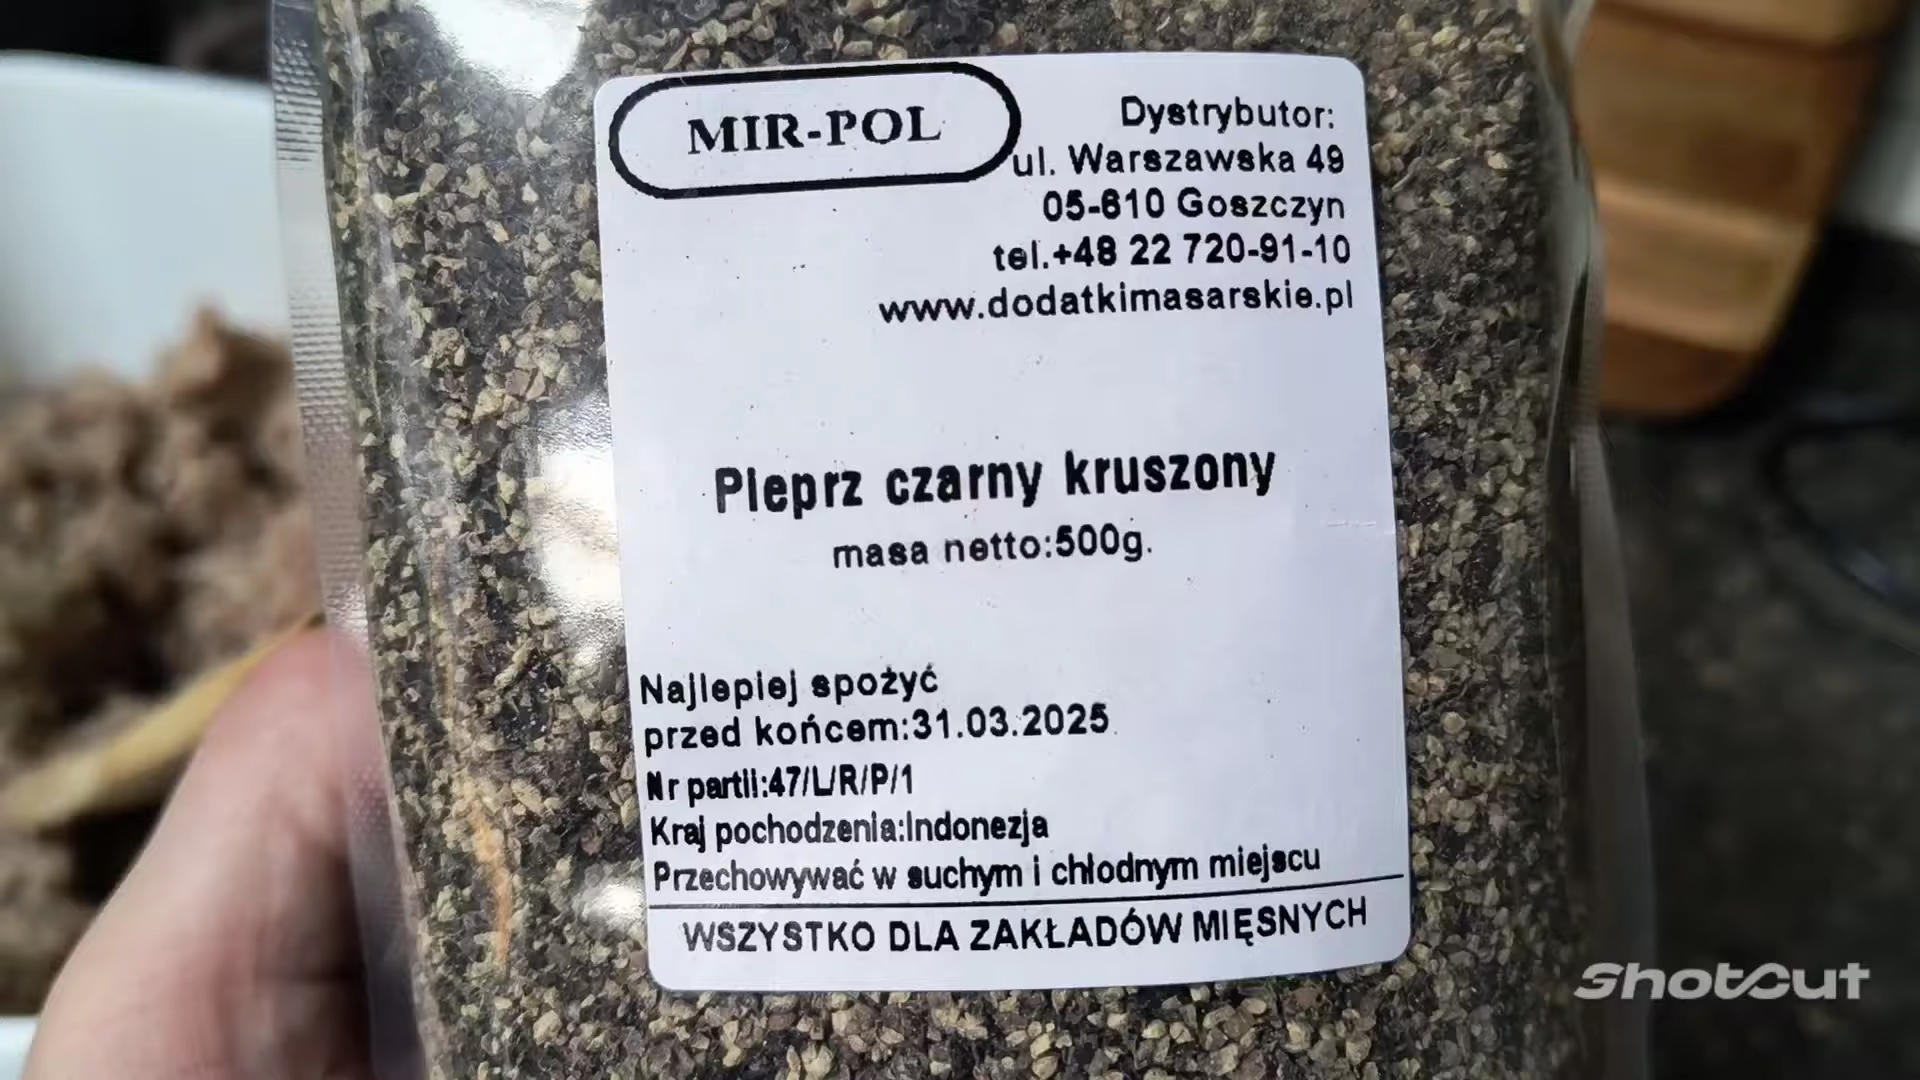 MIR-POL
Dystrybutor:
ul. Warszawska 49
05-610 Goszczyn
tel.+48 22 720-91-10
www.dodatkimasarskie.pl
Pieprz czarny kruszony
masa netto:500g.
Najlepiej spożyć
przed końcem:31.03.2025
Nr partii:47/L/R/P/1
Kraj pochodzenia:Indonezja
Przechowywać w suchym i chłodnym miejscu
WSZYSTKO DLA ZAKŁADÓW MIĘSNYCH
ShotCut